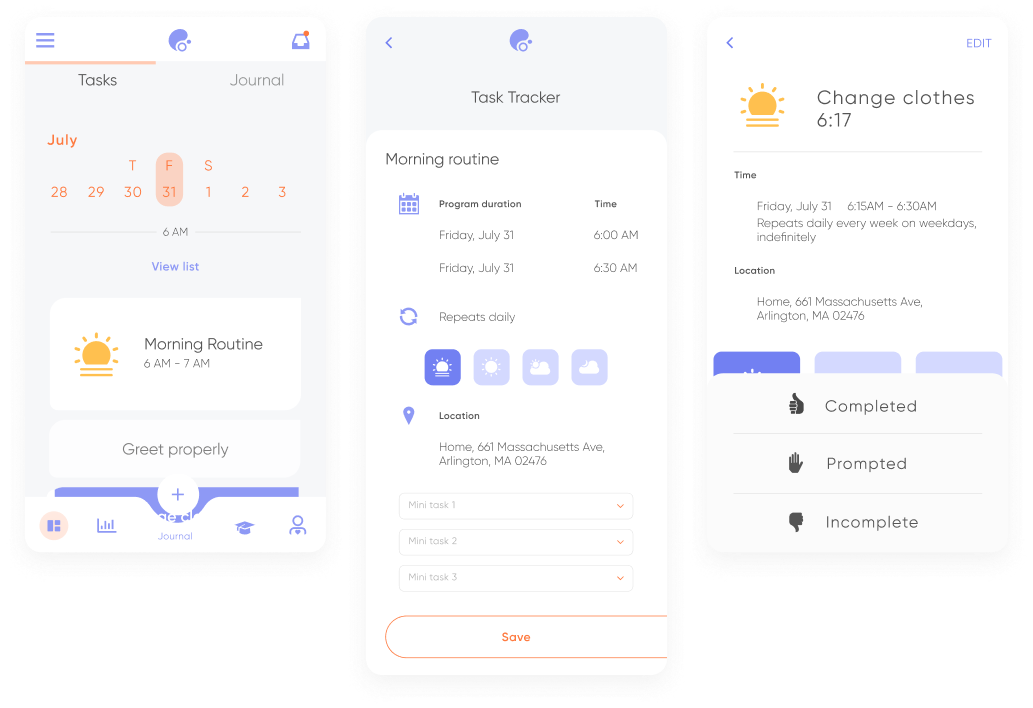 Tasks Journal
July
T F S
28 29 30 31 1 2 3
6 AM
View list
Morning Routine
6 AM - 7 AM
Greet properly
+
ge cl
Journal
Task Tracker
Morning routine
Program duration Time
Friday, July 31 6:00 AM
Friday, July 31 6:30 AM
Repeats daily
Location
Home, 661 Massachusetts Ave,
Arlington, MA 02476
Mini task 1
Mini task 2
Mini task 3
Save
EDIT
Change clothes
6:17
Time
Friday, July 31 6:15AM - 6:30AM
Repeats daily every week on weekdays,
indefinitely
Location
Home, 661 Massachusetts Ave,
Arlington, MA 02476
Completed
Prompted
Incomplete